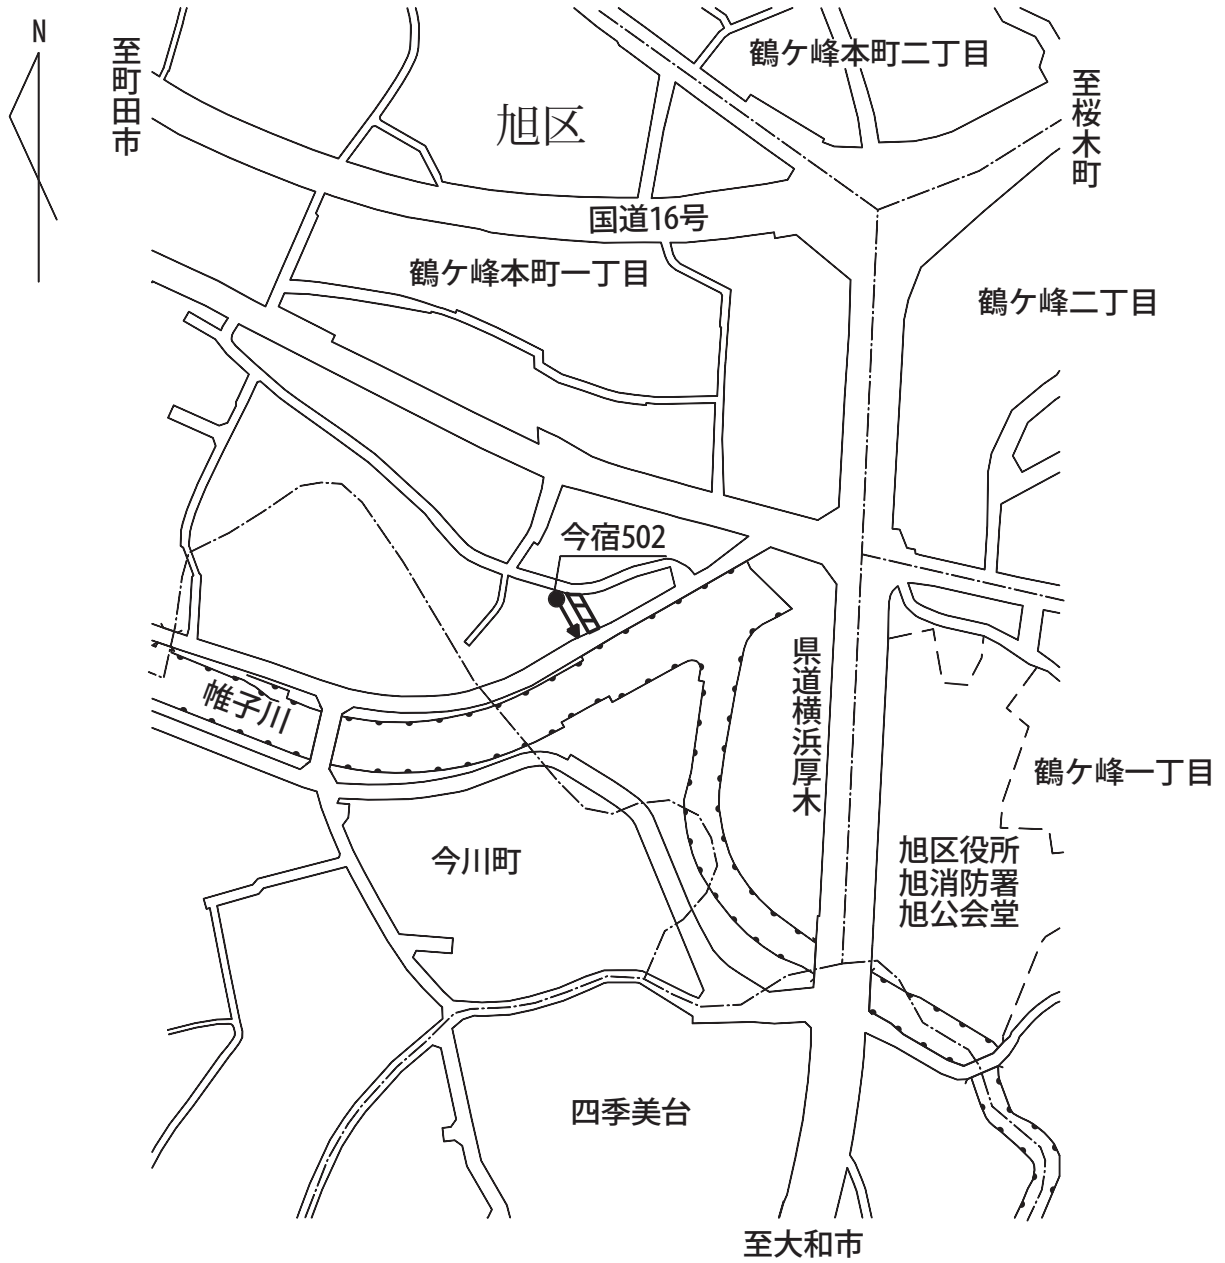 N
至町田市
鶴ケ峰本町二丁目
至桜木町
旭区
国道16号
鶴ケ峰本町一丁目
鶴ケ峰二丁目
今宿502
県道横浜厚木
帷子川
鶴ケ峰一丁目
今川町
旭区役所
旭消防署
旭公会堂
四季美台
至大和市